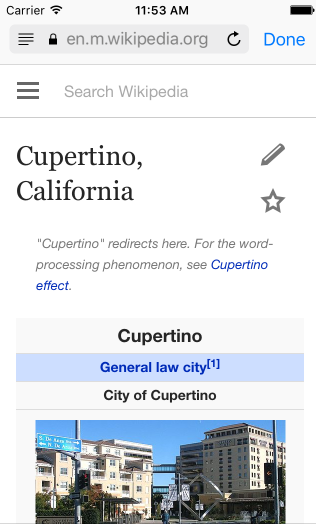 Carrier 11:53 AM
en.m.wikipedia.org Done
Search Wikipedia
Cupertino,
California
"Cupertino" redirects here. For the word-
processing phenomenon, see Cupertino
effect.
Cupertino
General law city[1]
City of Cupertino